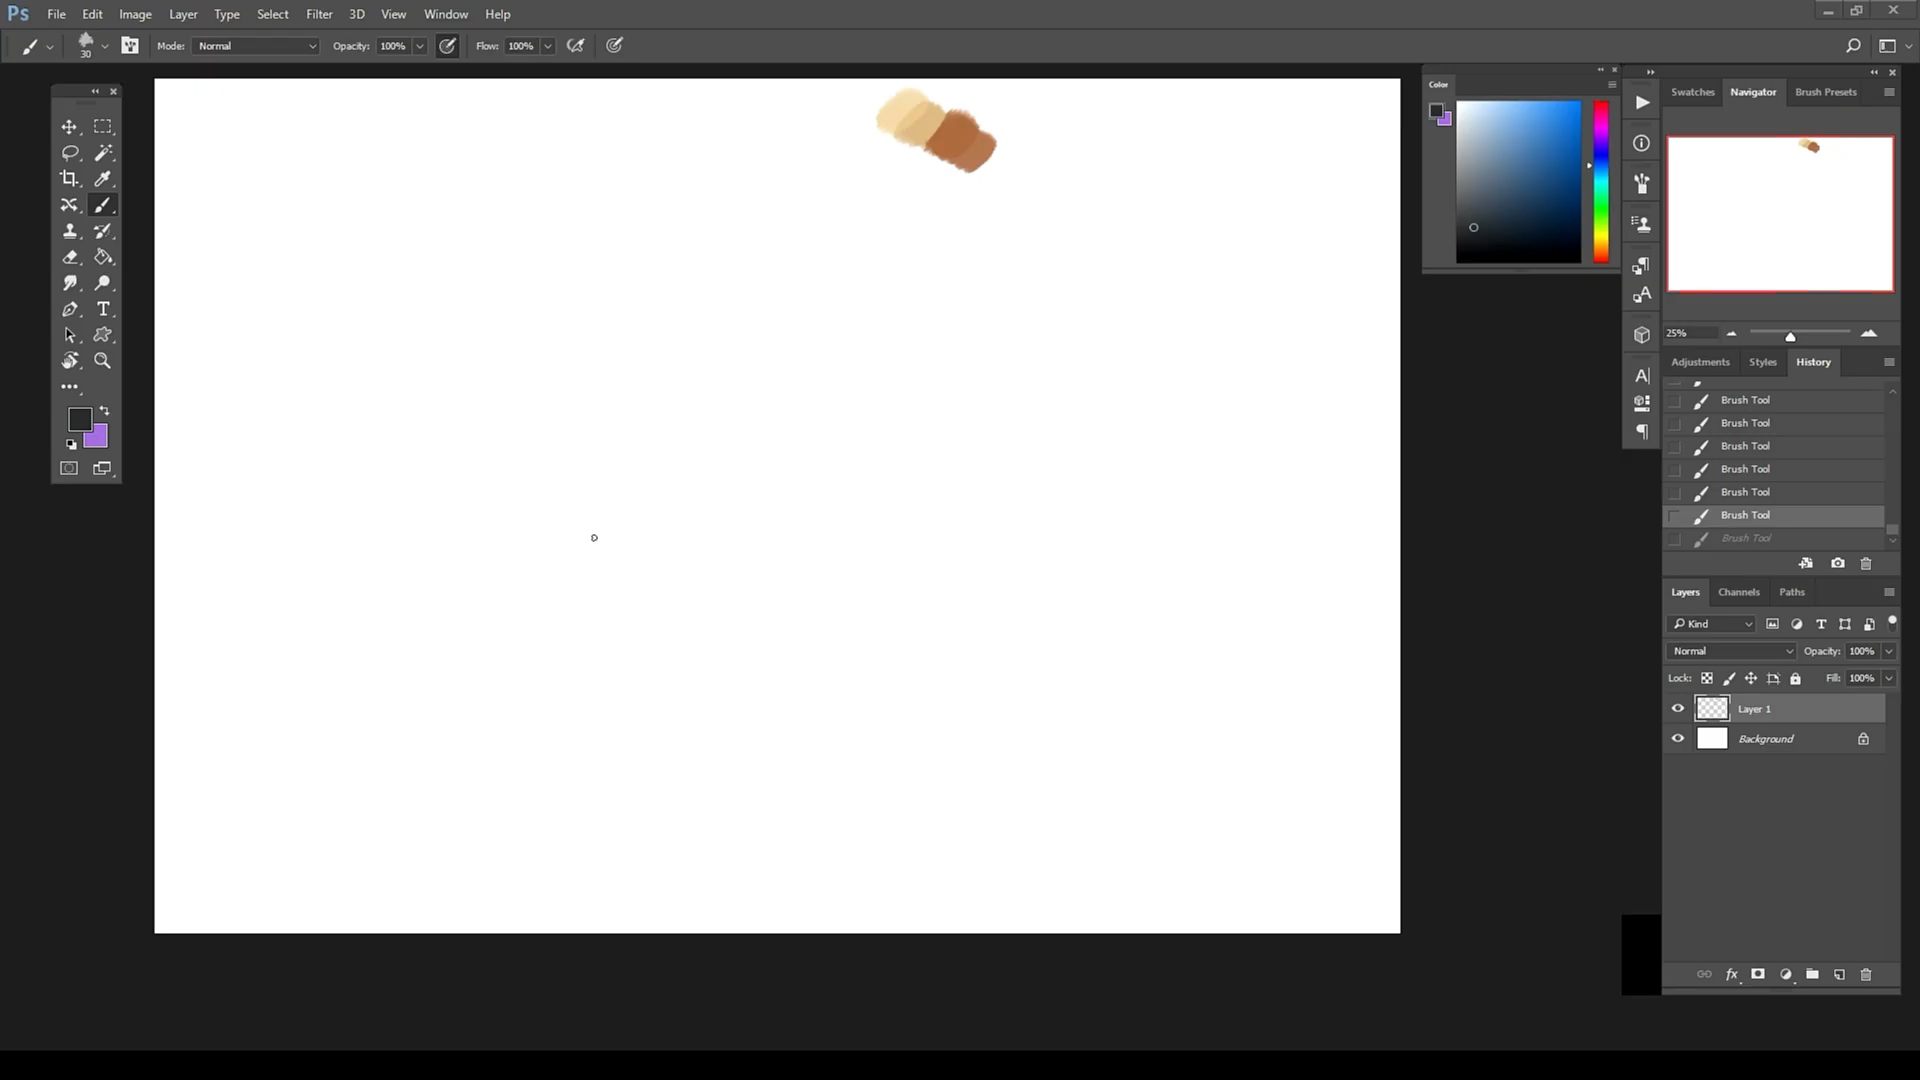 Ps File Edit Image Layer Type Select Filter 3D View Window Help
30 Mode: Normal Opacity: 100% Flow: 100%
Color
Swatches Navigator Brush Presets
25%
Adjustments Styles History
Brush Tool
Brush Tool
Brush Tool
Brush Tool
Brush Tool
Brush Tool
Brush Tool
Layers Channels Paths
Kind
Normal Opacity: 100%
Lock: Fill: 100%
Layer 1
Background